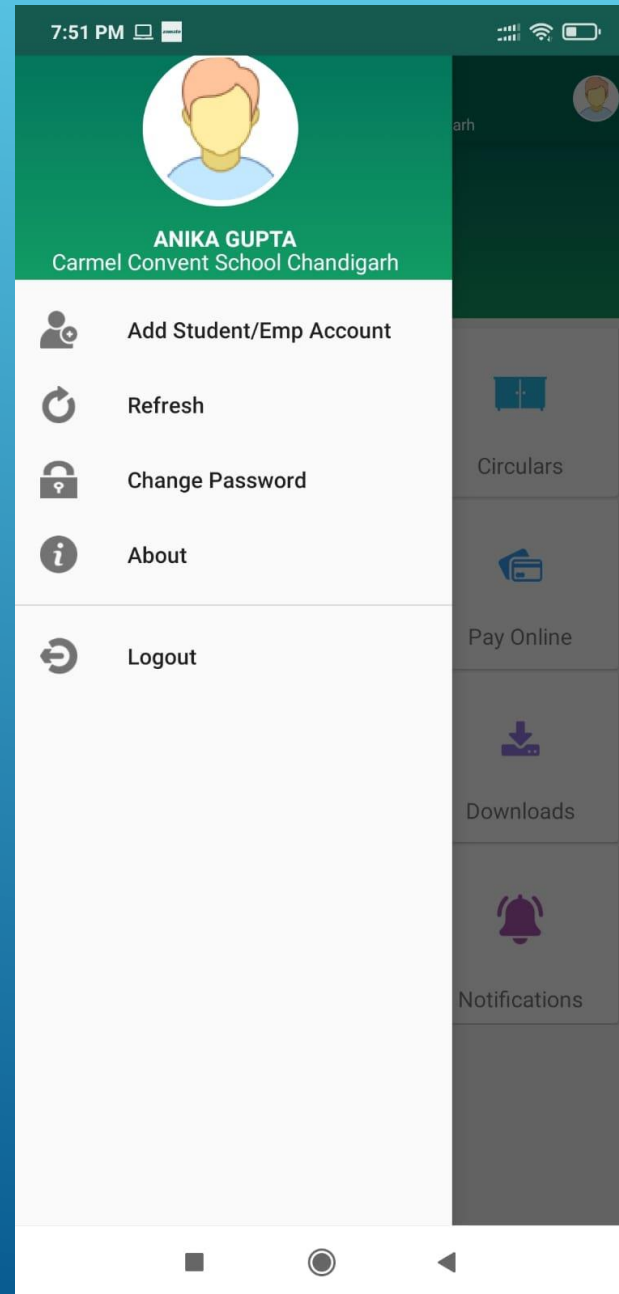 7:51 PM
arh
ANIKA GUPTA
Carmel Convent School Chandigarh
Add Student/Emp Account
Refresh
Change Password
About
Logout
Circulars
Pay Online
Downloads
Notifications